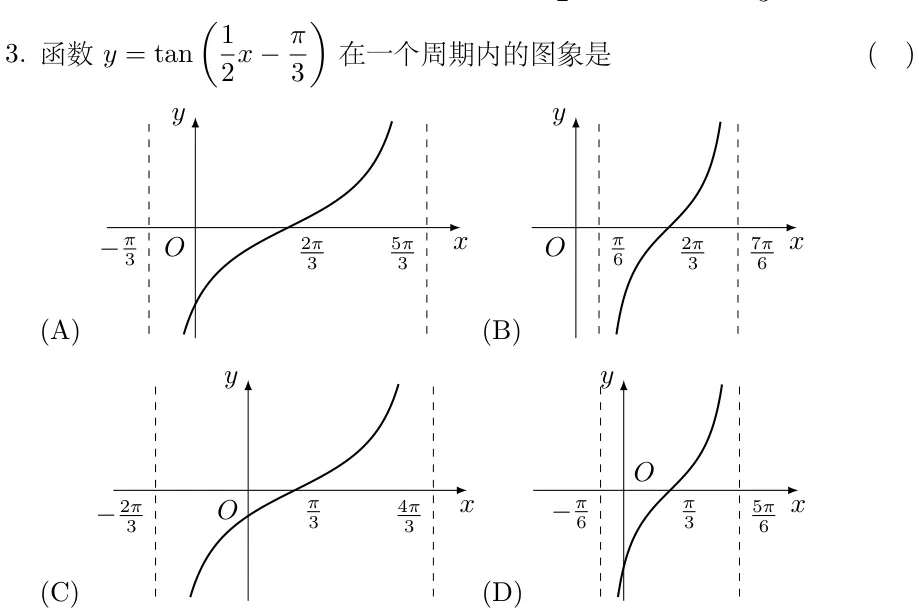 3. 函数 y = tan(1/2 x − π/3) 在一个周期内的图象是 ( )
y y
−π/3 O 2π/3 5π/3 x O π/6 2π/3 7π/6 x
(A) (B)
y y
−2π/3 O π/3 4π/3 x −π/6 O π/3 5π/6 x
(C) (D)